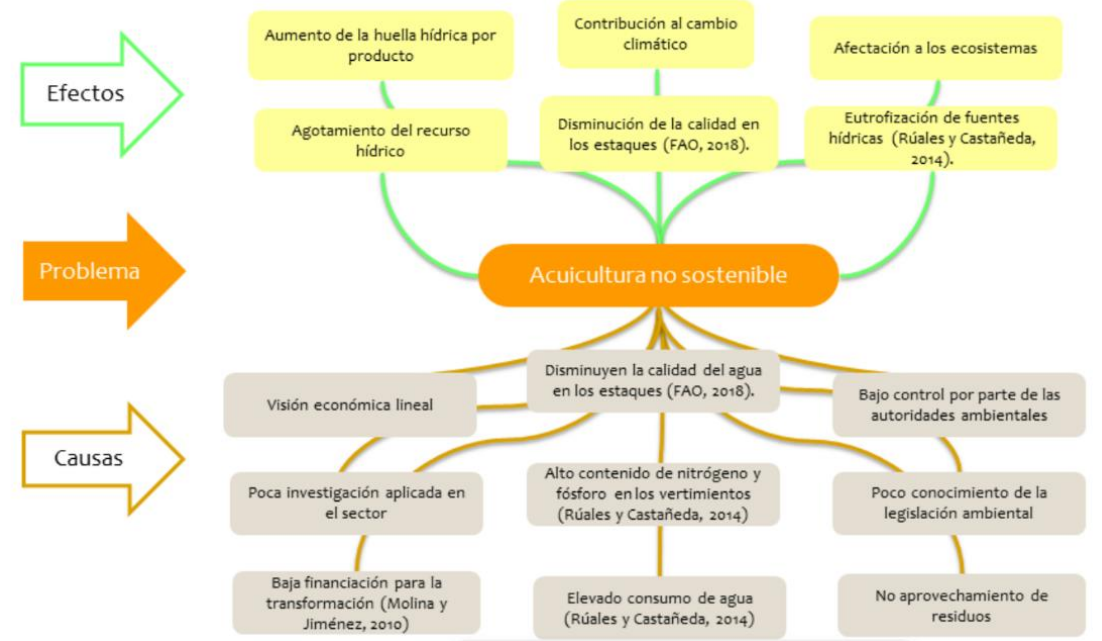 Aumento de la huella hídrica por
producto
Contribución al cambio
climático
Afectación a los ecosistemas
Efectos
Agotamiento del recurso
hídrico
Disminución de la calidad en
los estaques (FAO, 2018).
Eutrofización de fuentes
hídricas (Rúales y Castañeda,
2014).
Problema
Acuicultura no sostenible
Visión económica lineal
Disminuyen la calidad del agua
en los estaques (FAO, 2018).
Bajo control por parte de las
autoridades ambientales
Causas
Poca investigación aplicada en
el sector
Alto contenido de nitrógeno y
fósforo en los vertimientos
(Rúales y Castañeda, 2014)
Poco conocimiento de la
legislación ambiental
Baja financiación para la
transformación (Molina y
Jiménez, 2010)
Elevado consumo de agua
(Rúales y Castañeda, 2014)
No aprovechamiento de
residuos